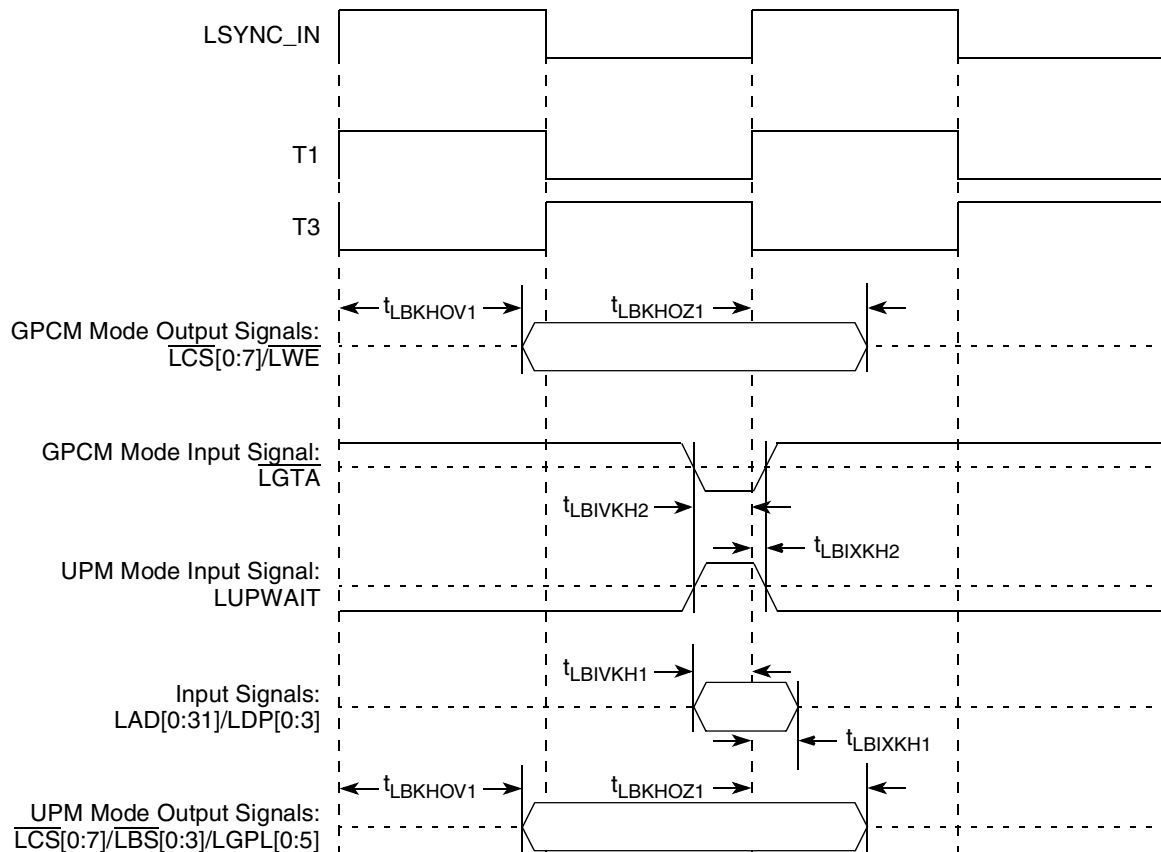 LSYNC_IN
T1
T3
tLBKHOV1
tLBKHOZ1
GPCM Mode Output Signals:
LCS[0:7]/LWE
GPCM Mode Input Signal:
LGTA
tLBIVKH2
tLBIXKH2
UPM Mode Input Signal:
LUPWAIT
tLBIVKH1
Input Signals:
LAD[0:31]/LDP[0:3]
tLBIXKH1
tLBKHOV1
tLBKHOZ1
UPM Mode Output Signals:
LCS[0:7]/LBS[0:3]/LGPL[0:5]